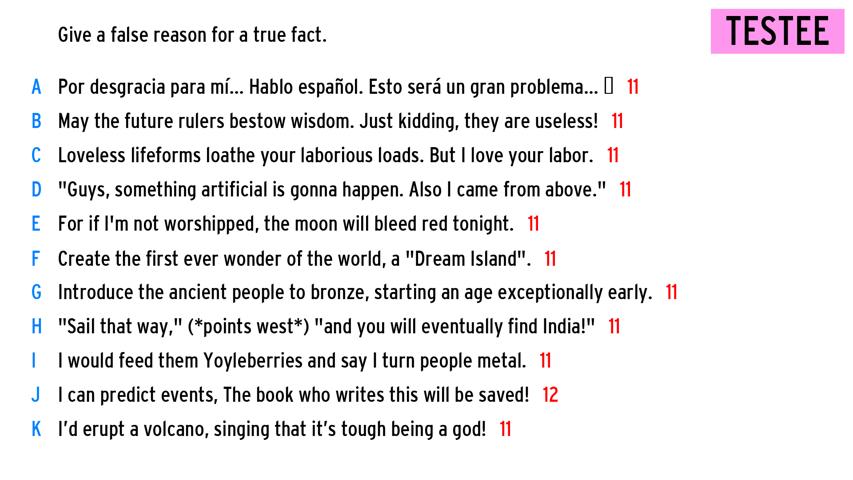 Give a false reason for a true fact.
TESTEE
A Por desgracia para mí... Hablo español. Esto será un gran problema... 11
B May the future rulers bestow wisdom. Just kidding, they are useless! 11
C Loveless lifeforms loathe your laborious loads. But I love your labor. 11
D "Guys, something artificial is gonna happen. Also I came from above." 11
E For if I'm not worshipped, the moon will bleed red tonight. 11
F Create the first ever wonder of the world, a "Dream Island". 11
G Introduce the ancient people to bronze, starting an age exceptionally early. 11
H "Sail that way," (*points west*) "and you will eventually find India!" 11
I I would feed them Yoyleberries and say I turn people metal. 11
J I can predict events, The book who writes this will be saved! 12
K I’d erupt a volcano, singing that it’s tough being a god! 11